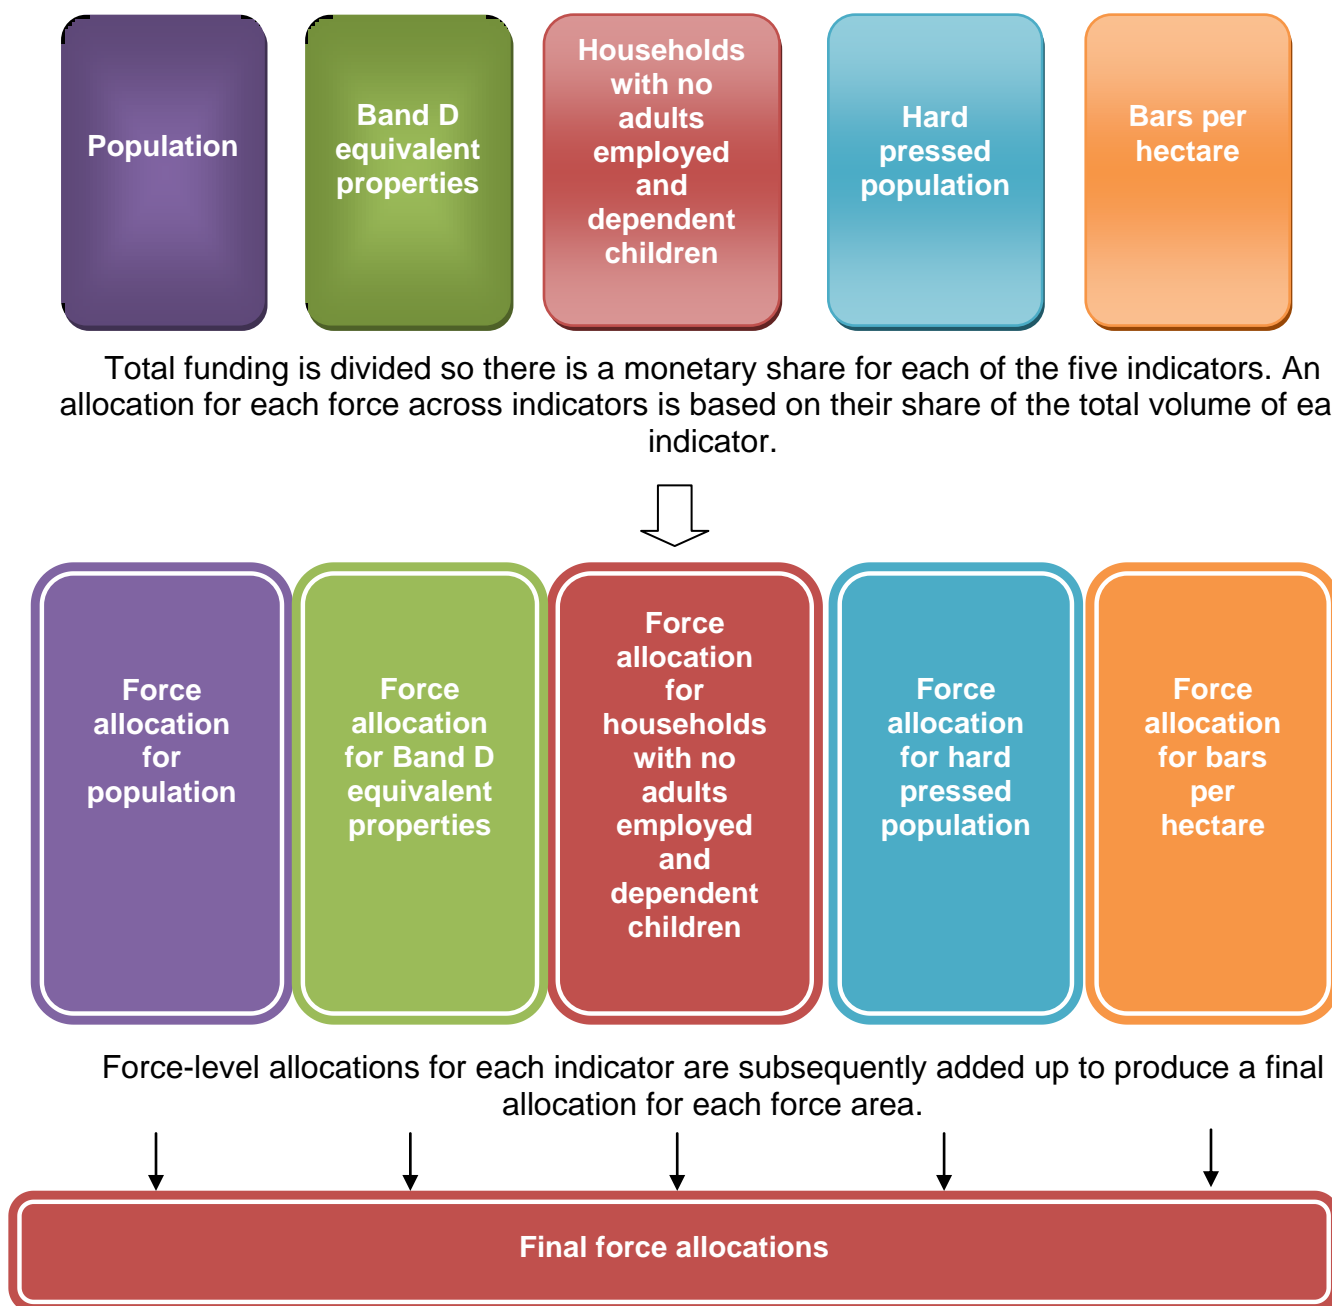 Population
Band D
equivalent
properties
Households
with no
adults
employed
and
dependent
children
Hard
pressed
population
Bars per
hectare
Total funding is divided so there is a monetary share for each of the five indicators. An
allocation for each force across indicators is based on their share of the total volume of ea
indicator.
Force
allocation
for
population
Force
allocation
for Band D
equivalent
properties
Force
allocation
for
households
with no
adults
employed
and
dependent
children
Force
allocation
for hard
pressed
population
Force
allocation
for bars
per
hectare
Force-level allocations for each indicator are subsequently added up to produce a final
allocation for each force area.
Final force allocations